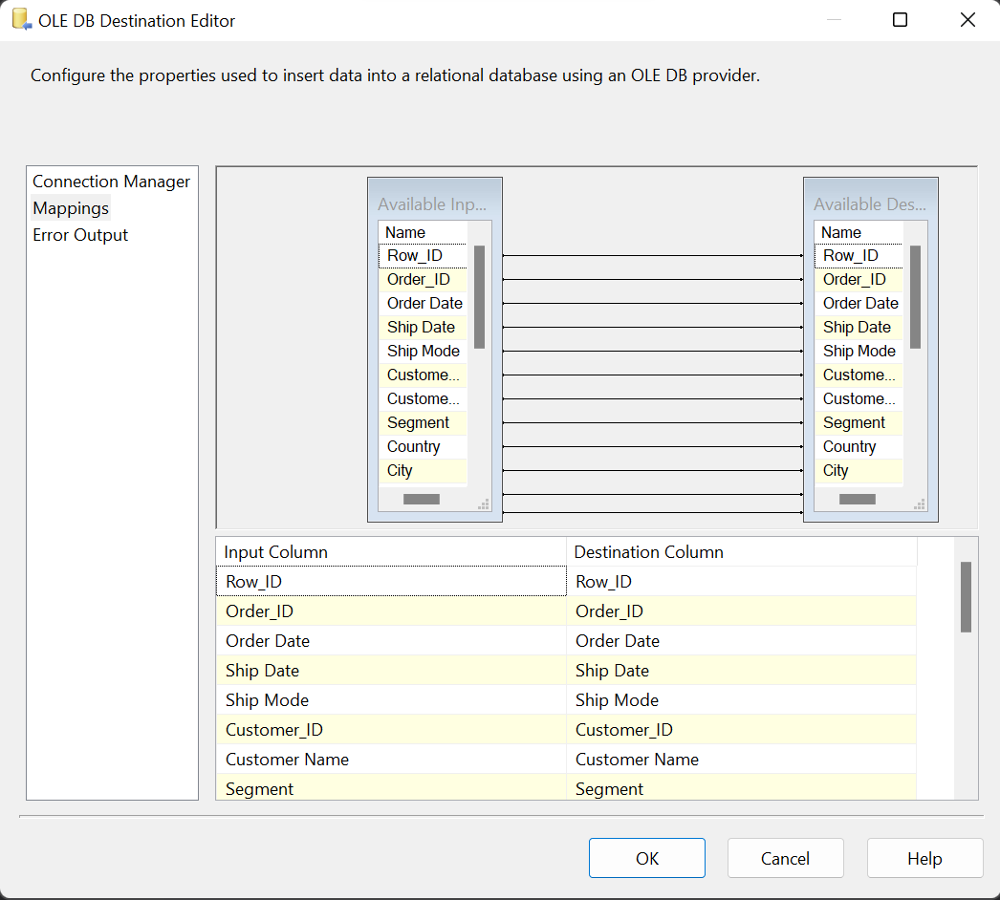 OLE DB Destination Editor
Configure the properties used to insert data into a relational database using an OLE DB provider.
Connection Manager
Mappings
Error Output
Available Inp...
Name
Row_ID
Order_ID
Order Date
Ship Date
Ship Mode
Custome...
Custome...
Segment
Country
City
Available Des...
Name
Row_ID
Order_ID
Order Date
Ship Date
Ship Mode
Custome...
Custome...
Segment
Country
City
Input Column Destination Column
Row_ID Row_ID
Order_ID Order_ID
Order Date Order Date
Ship Date Ship Date
Ship Mode Ship Mode
Customer_ID Customer_ID
Customer Name Customer Name
Segment Segment
OK Cancel Help